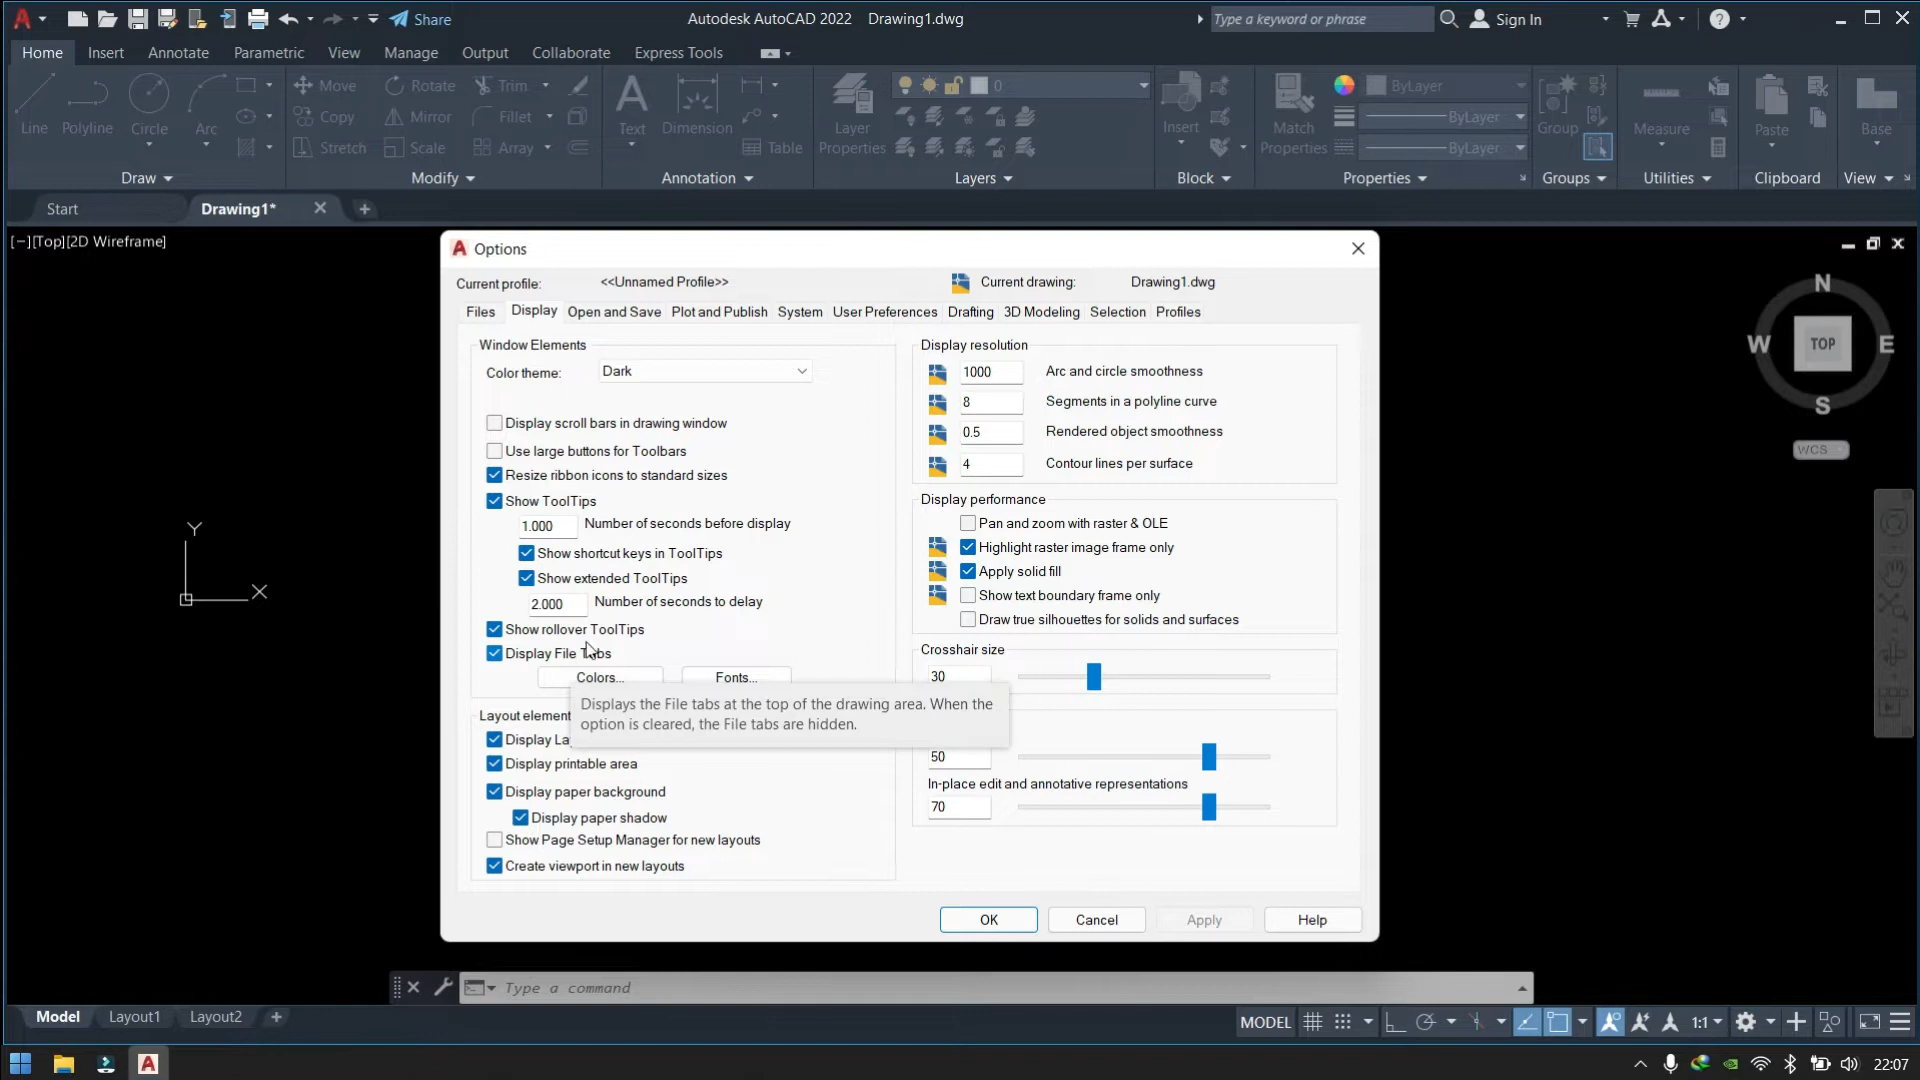 Share
Autodesk AutoCAD 2022 Drawing1.dwg
Type a keyword or phrase
Sign In
Home Insert Annotate Parametric View Manage Output Collaborate Express Tools
Line Polyline Circle Arc
Move Rotate Trim
Copy Mirror Fillet
Stretch Scale Array
Text Dimension Table
Layer Properties
0
Insert
Match Properties
ByLayer
ByLayer
ByLayer
Group
Measure
Paste
Base
Draw Modify Annotation Layers Block Properties Groups Utilities Clipboard View
Start Drawing1*
[−][Top][2D Wireframe]
N
W TOP E
S
WCS
Y
X
Options
Current profile: <<Unnamed Profile>> Current drawing: Drawing1.dwg
Files Display Open and Save Plot and Publish System User Preferences Drafting 3D Modeling Selection Profiles
Window Elements
Color theme: Dark
Display scroll bars in drawing window
Use large buttons for Toolbars
Resize ribbon icons to standard sizes
Show ToolTips
1.000 Number of seconds before display
Show shortcut keys in ToolTips
Show extended ToolTips
2.000 Number of seconds to delay
Show rollover ToolTips
Display File Tabs
Colors... Fonts...
Displays the File tabs at the top of the drawing area. When the
option is cleared, the File tabs are hidden.
Layout element
Display La
Display printable area
Display paper background
Display paper shadow
Show Page Setup Manager for new layouts
Create viewport in new layouts
Display resolution
1000 Arc and circle smoothness
8 Segments in a polyline curve
0.5 Rendered object smoothness
4 Contour lines per surface
Display performance
Pan and zoom with raster & OLE
Highlight raster image frame only
Apply solid fill
Show text boundary frame only
Draw true silhouettes for solids and surfaces
Crosshair size
30
50
In-place edit and annotative representations
70
OK Cancel Apply Help
Type a command
Model Layout1 Layout2
MODEL 1:1
22:07